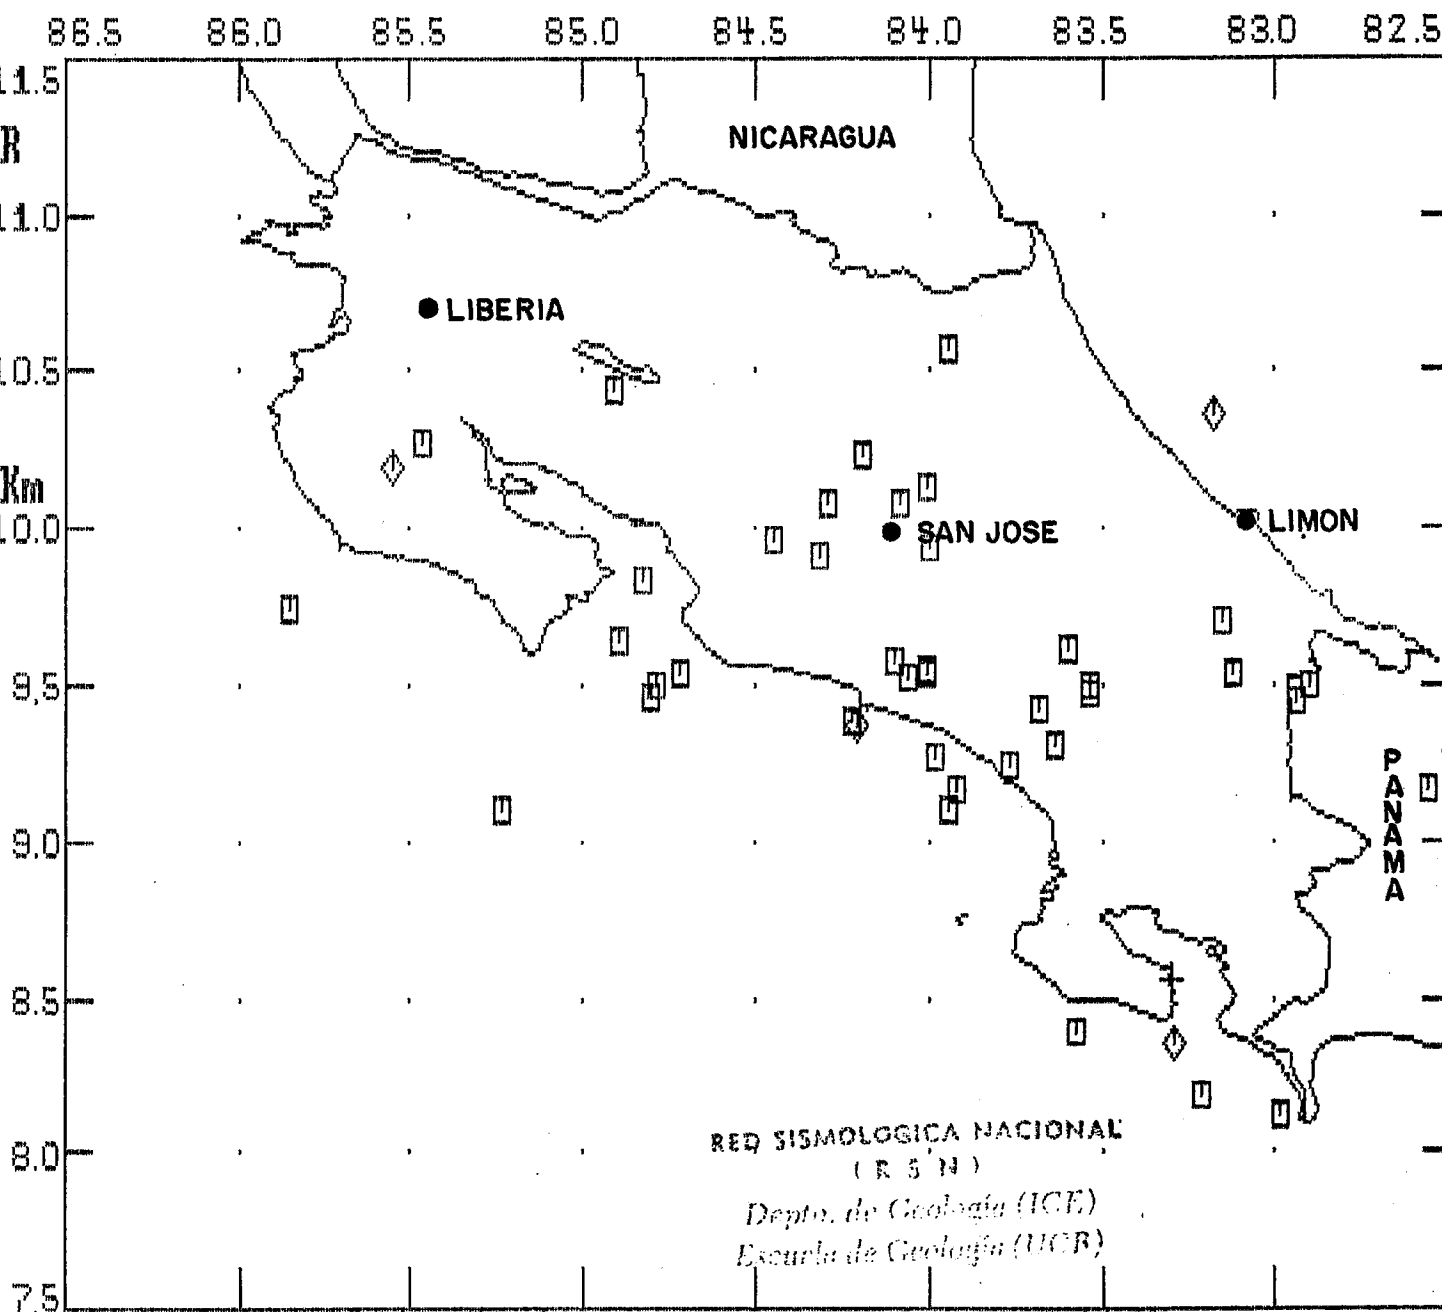 86.5 86.0 85.5 85.0 84.5 84.0 83.5 83.0 82.5
11.5
NICARAGUA
R
11.0
LIBERIA
10.5
Km
10.0
SAN JOSE
LIMON
9.5
PANAMA
9.0
8.5
RED SISMOLOGICA NACIONAL
8.0
( R S N )
Depto. de Geología (ICE)
Escuela de Geología (UCR)
7.5